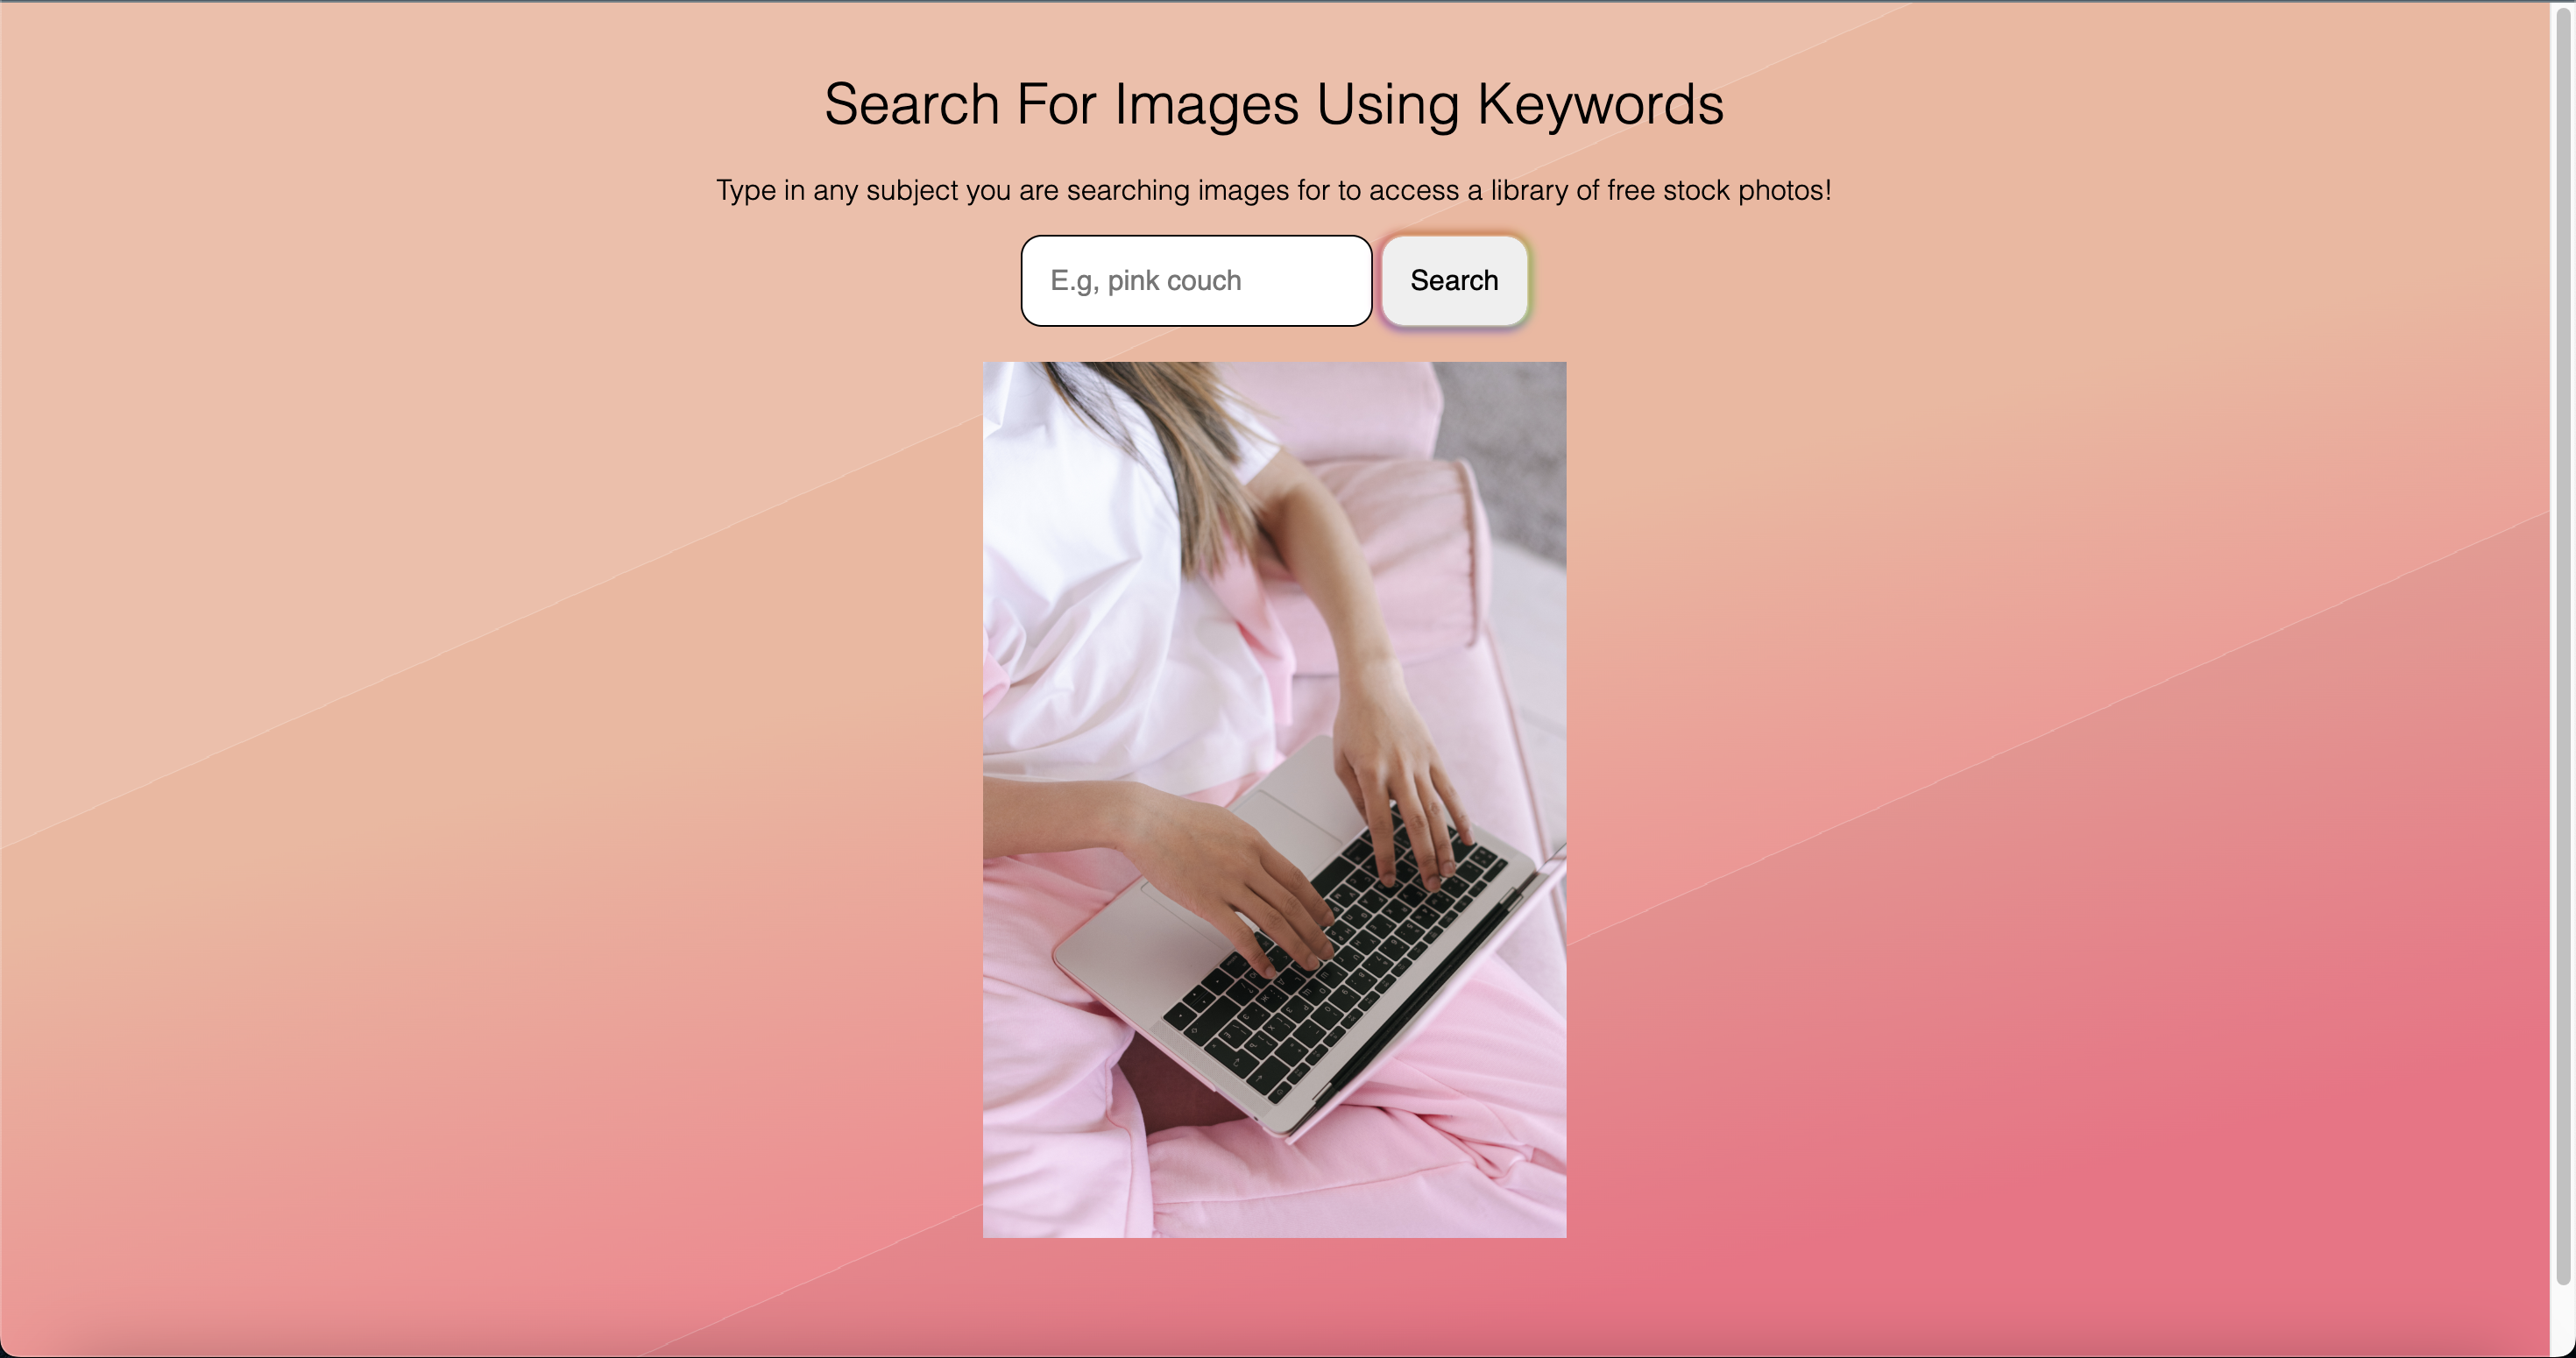 Search For Images Using Keywords
Type in any subject you are searching images for to access a library of free stock photos!
E.g, pink couch
Search